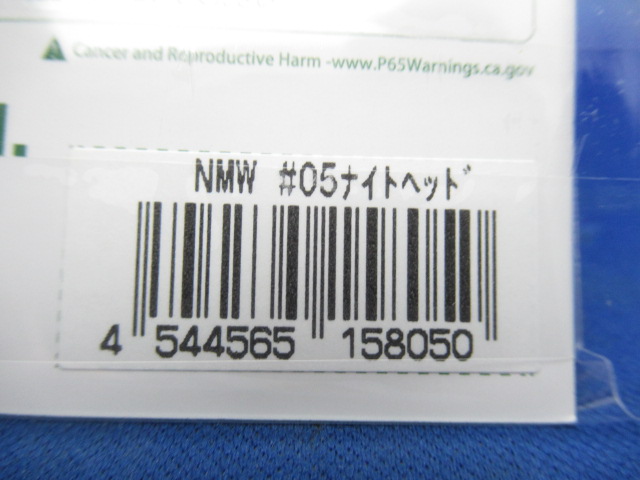 Cancer and Reproductive Harm -www.P65Warnings.ca.gov
NMW #05ﾅｲﾄﾍｯﾄﾞ
4 544565 158050